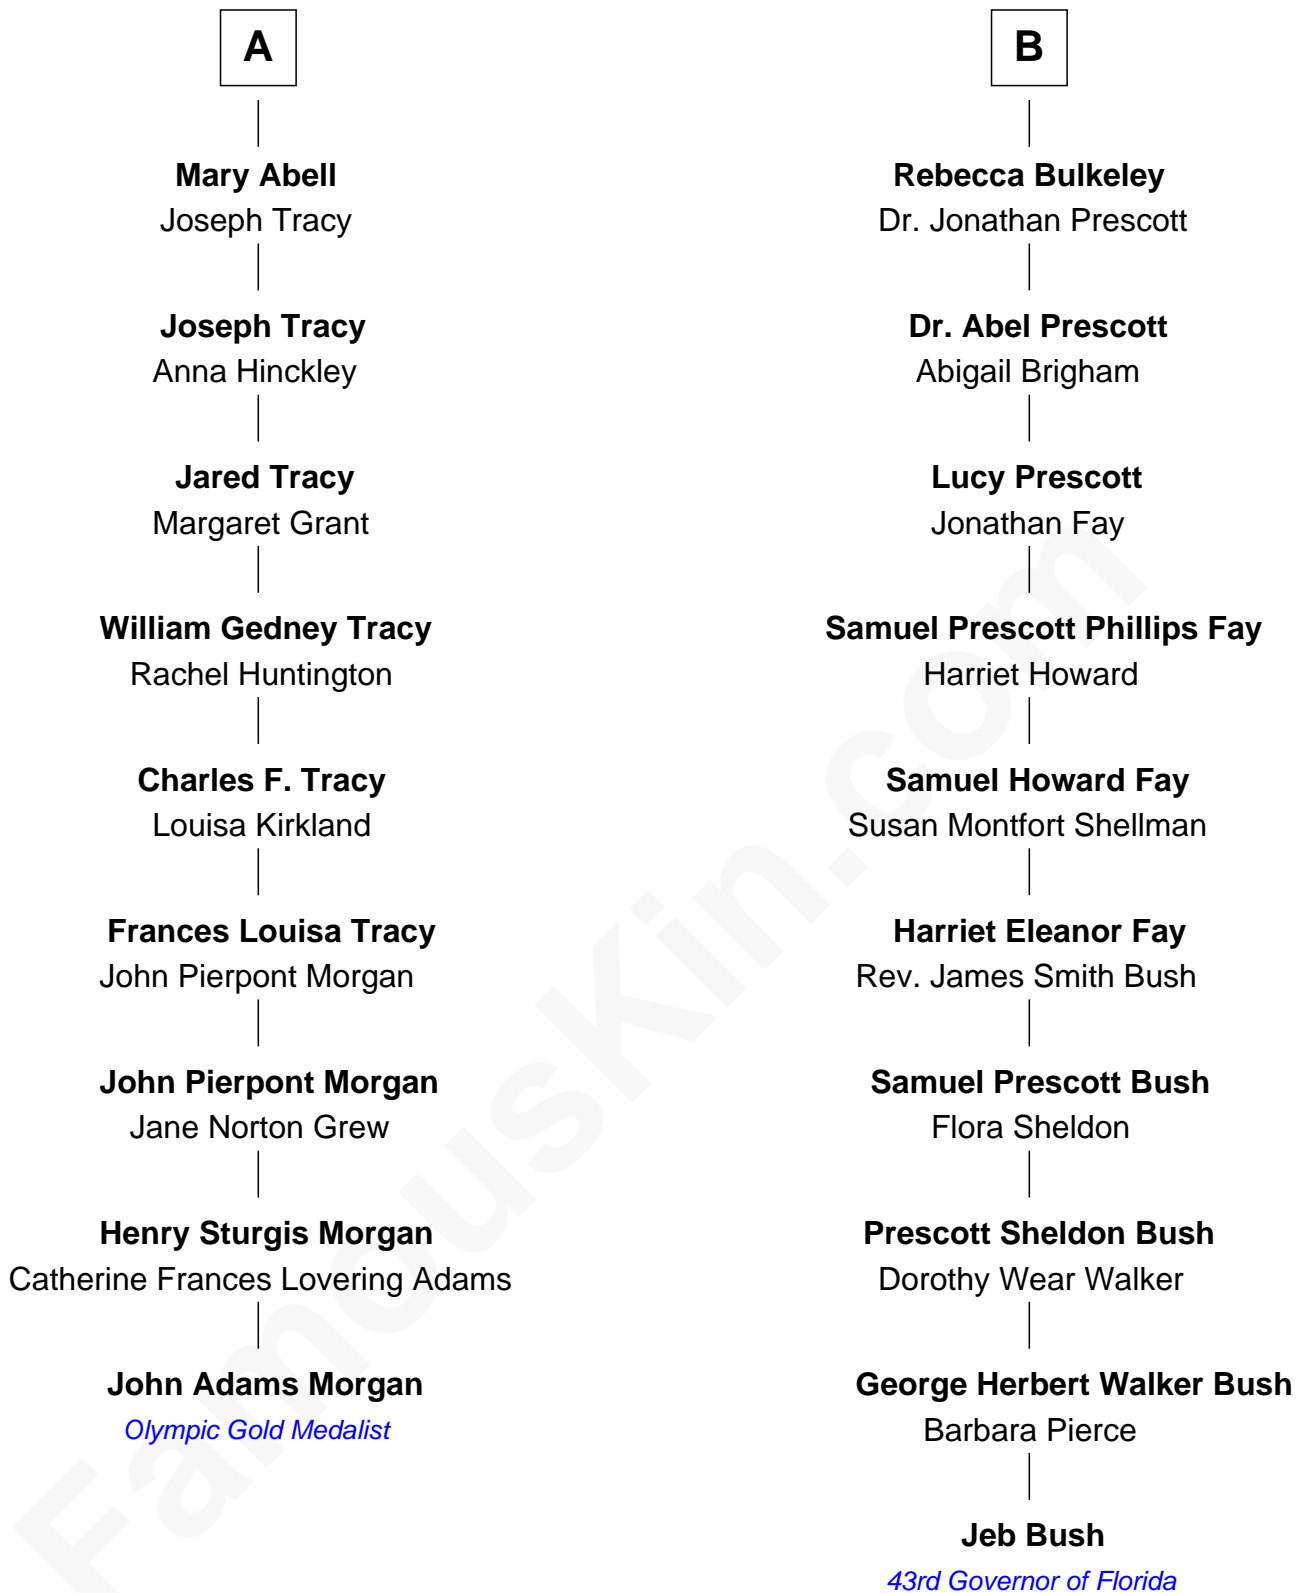 A
Mary Abell
Joseph Tracy
Joseph Tracy
Anna Hinckley
Jared Tracy
Margaret Grant
William Gedney Tracy
Rachel Huntington
Charles F. Tracy
Louisa Kirkland
Frances Louisa Tracy
John Pierpont Morgan
John Pierpont Morgan
Jane Norton Grew
Henry Sturgis Morgan
Catherine Frances Lovering Adams
John Adams Morgan
Olympic Gold Medalist
B
Rebecca Bulkeley
Dr. Jonathan Prescott
Dr. Abel Prescott
Abigail Brigham
Lucy Prescott
Jonathan Fay
Samuel Prescott Phillips Fay
Harriet Howard
Samuel Howard Fay
Susan Montfort Shellman
Harriet Eleanor Fay
Rev. James Smith Bush
Samuel Prescott Bush
Flora Sheldon
Prescott Sheldon Bush
Dorothy Wear Walker
George Herbert Walker Bush
Barbara Pierce
Jeb Bush
43rd Governor of Florida
FamousKin.com